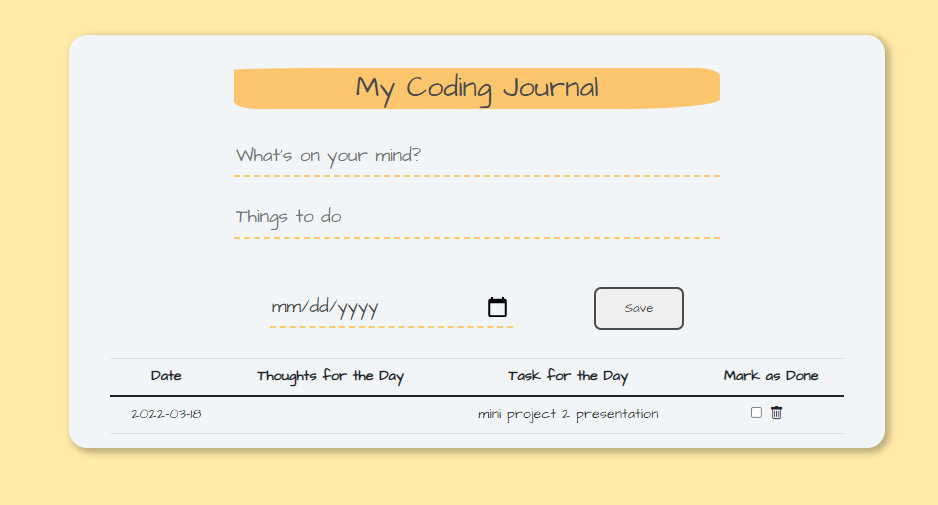 My Coding Journal
What's on your mind?
Things to do
mm/dd/yyyy Save
Date Thoughts for the Day Task for the Day Mark as Done
2022-03-18 mini project 2 presentation